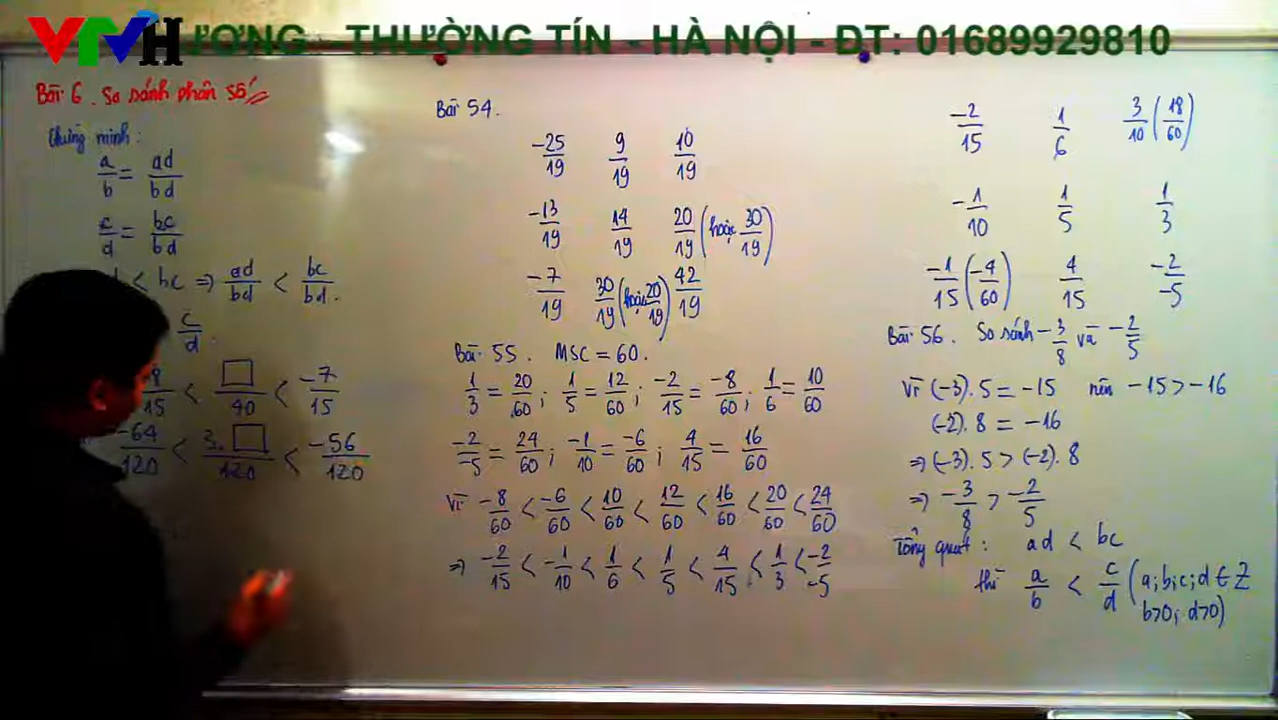 VTVH ƯƠNG - THƯỜNG TÍN - HÀ NỘI - ĐT: 01689929810
Bài 6. So sánh phân số
Chứng minh:
a/b = ad/bd
c/d = bc/bd
< bc => ad/bd < bc/bd.
c/d.
-8/15 < □/40 < -7/15
-64/120 < 3.□/120 < -56/120
Bài 54.
-25/19 9/19 10/19
-13/19 14/19 20/19 (hoặc 30/19)
-7/19 30/19 (hoặc 20/19) 42/19
Bài 55. MSC = 60.
1/3 = 20/60; 1/5 = 12/60; -2/15 = -8/60; 1/6 = 10/60
-2/-5 = 24/60; -1/10 = -6/60; 4/15 = 16/60
Vì -8/60 < -6/60 < 10/60 < 12/60 < 16/60 < 20/60 < 24/60
=> -2/15 < -1/10 < 1/6 < 1/5 < 4/15 < 1/3 < -2/-5
-2/15 1/6 3/10 (18/60)
-1/10 1/5 1/3
-1/15 (-4/60) 4/15 -2/-5
Bài 56. So sánh -3/8 và -2/5
Vì (-3).5 = -15 nên -15 > -16
(-2).8 = -16
=> (-3).5 > (-2).8
=> -3/8 > -2/5
Tổng quát: ad < bc
thì a/b < c/d (a;b;c;d ∈ Z
b>0; d>0)